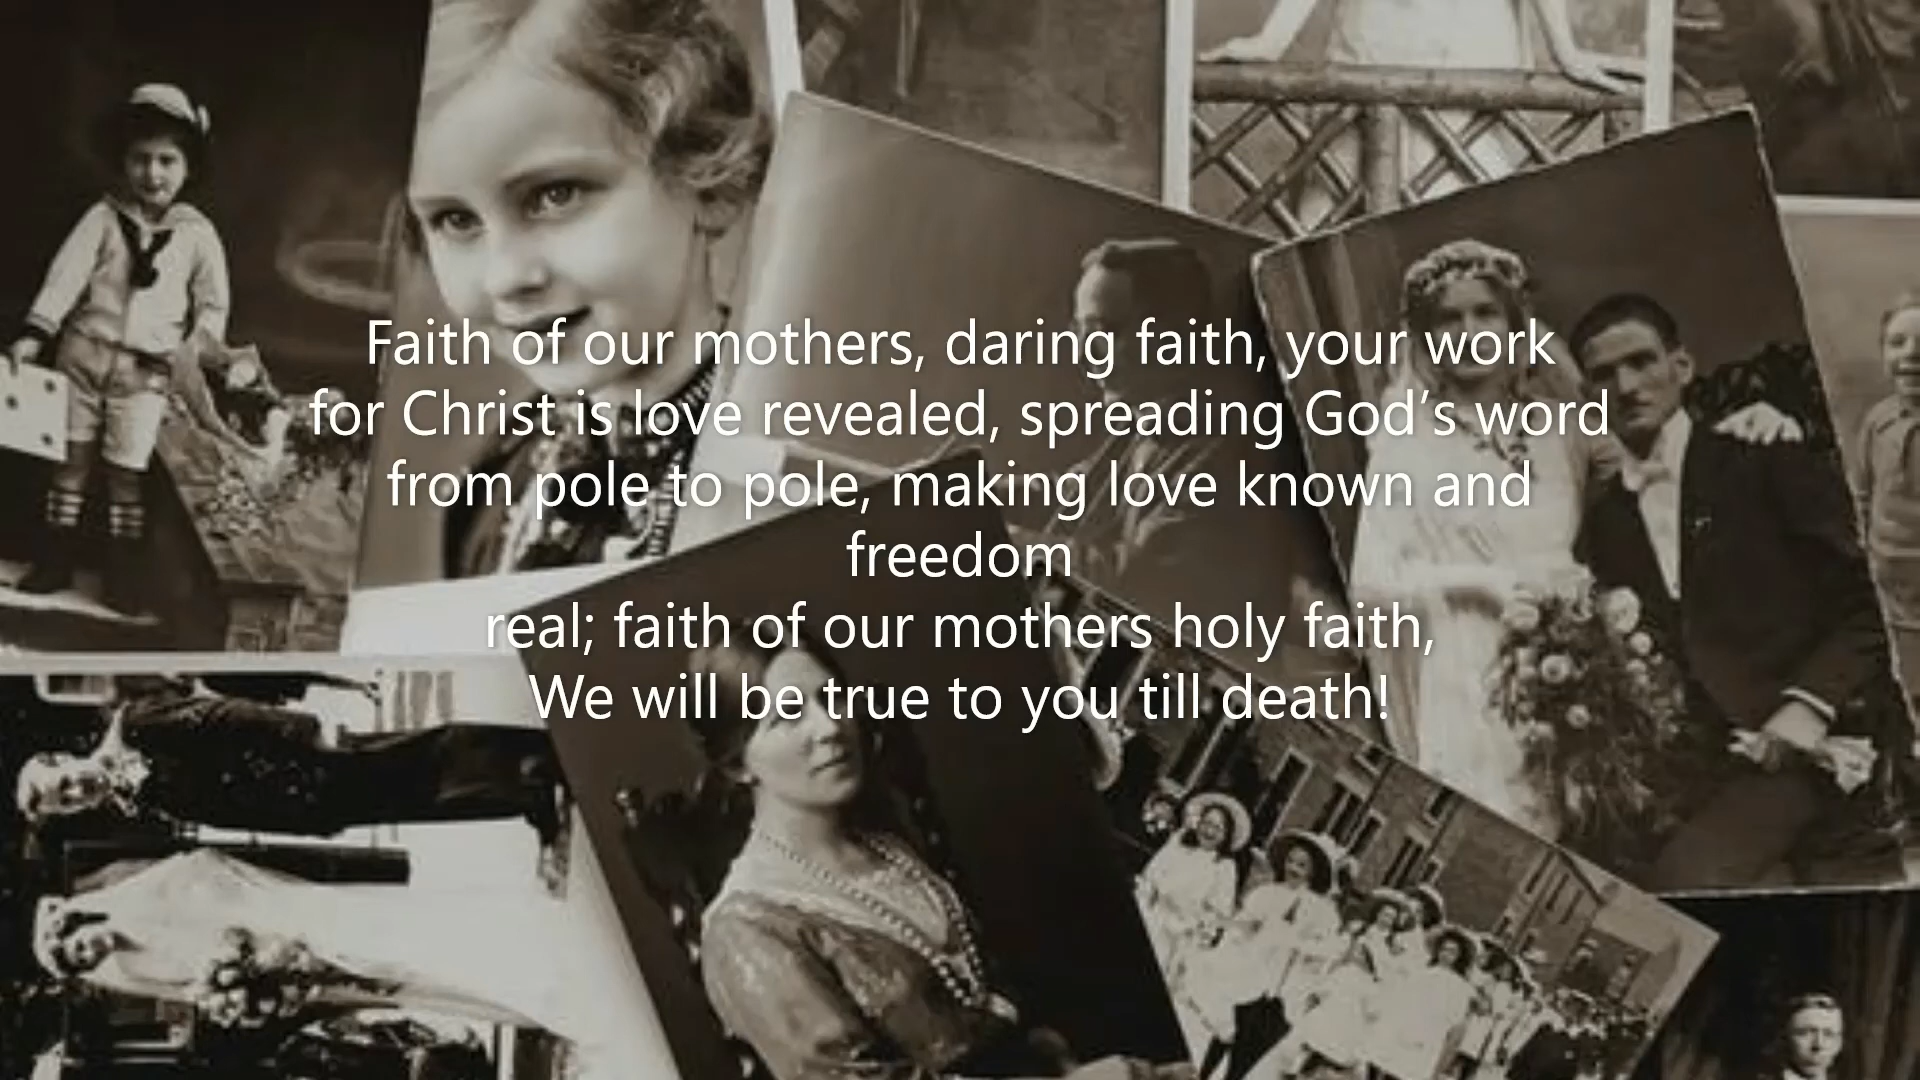 Faith of our mothers, daring faith, your work
for Christ is love revealed, spreading God’s word
from pole to pole, making love known and
freedom
real; faith of our mothers holy faith,
We will be true to you till death!